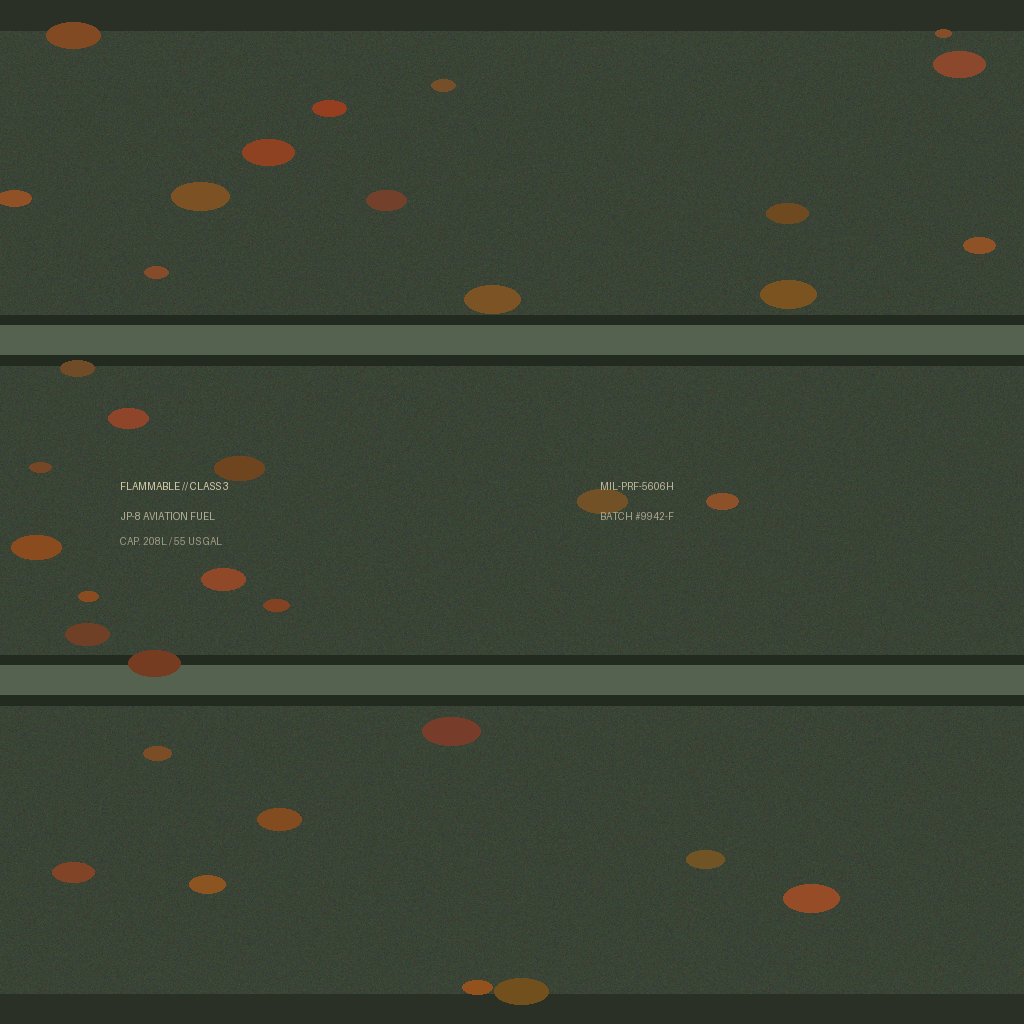 FLAMMABLE // CLASS 3
JP-8 AVIATION FUEL
CAP. 208L / 55 US GAL
MIL-PRF-5606H
BATCH #9942-F